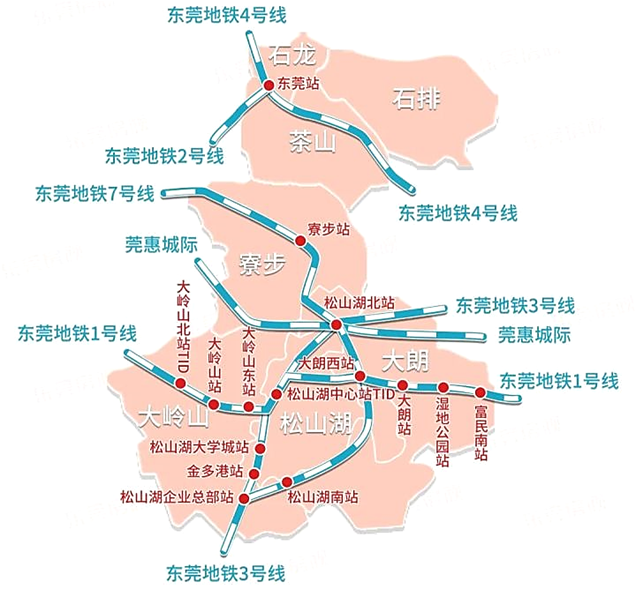 东莞地铁4号线
石龙
东莞站
石排
茶山
东莞地铁2号线
东莞地铁7号线
东莞地铁4号线
寮步站
莞惠城际
寮步
大岭山北站TID
松山湖北站
东莞地铁3号线
东莞地铁1号线
大岭山站
大岭山东站
莞惠城际
大朗西站
大朗
东莞地铁1号线
松山湖中心站TID
大朗站
湿地公园站
富民南站
大岭山
松山湖
松山湖大学城站
金多港站
松山湖企业总部站
松山湖南站
东莞地铁3号线